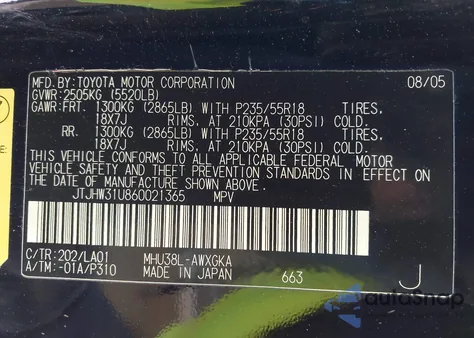 MFD.BY:TOYOTA MOTOR CORPORATION 08/05
GVWR:2505KG (5520LB)
GAWR:FRT. 1300KG (2865LB) WITH P235/55R18 TIRES,
18X7J RIMS, AT 210KPA (30PSI) COLD.
RR. 1300KG (2865LB) WITH P235/55R18 TIRES,
18X7J RIMS, AT 210KPA (30PSI) COLD.
THIS VEHICLE CONFORMS TO ALL APPLICABLE FEDERAL MOTOR
VEHICLE SAFETY AND THEFT PREVENTION STANDARDS IN EFFECT
ON THE DATE OF MANUFACTURE SHOWN ABOVE.
JTJHW31U860021365 MPV
C/TR:202/LA01 MHU38L-AWXGKA
A/TM:-01A/P310 MADE IN JAPAN 663 J
autoSnap